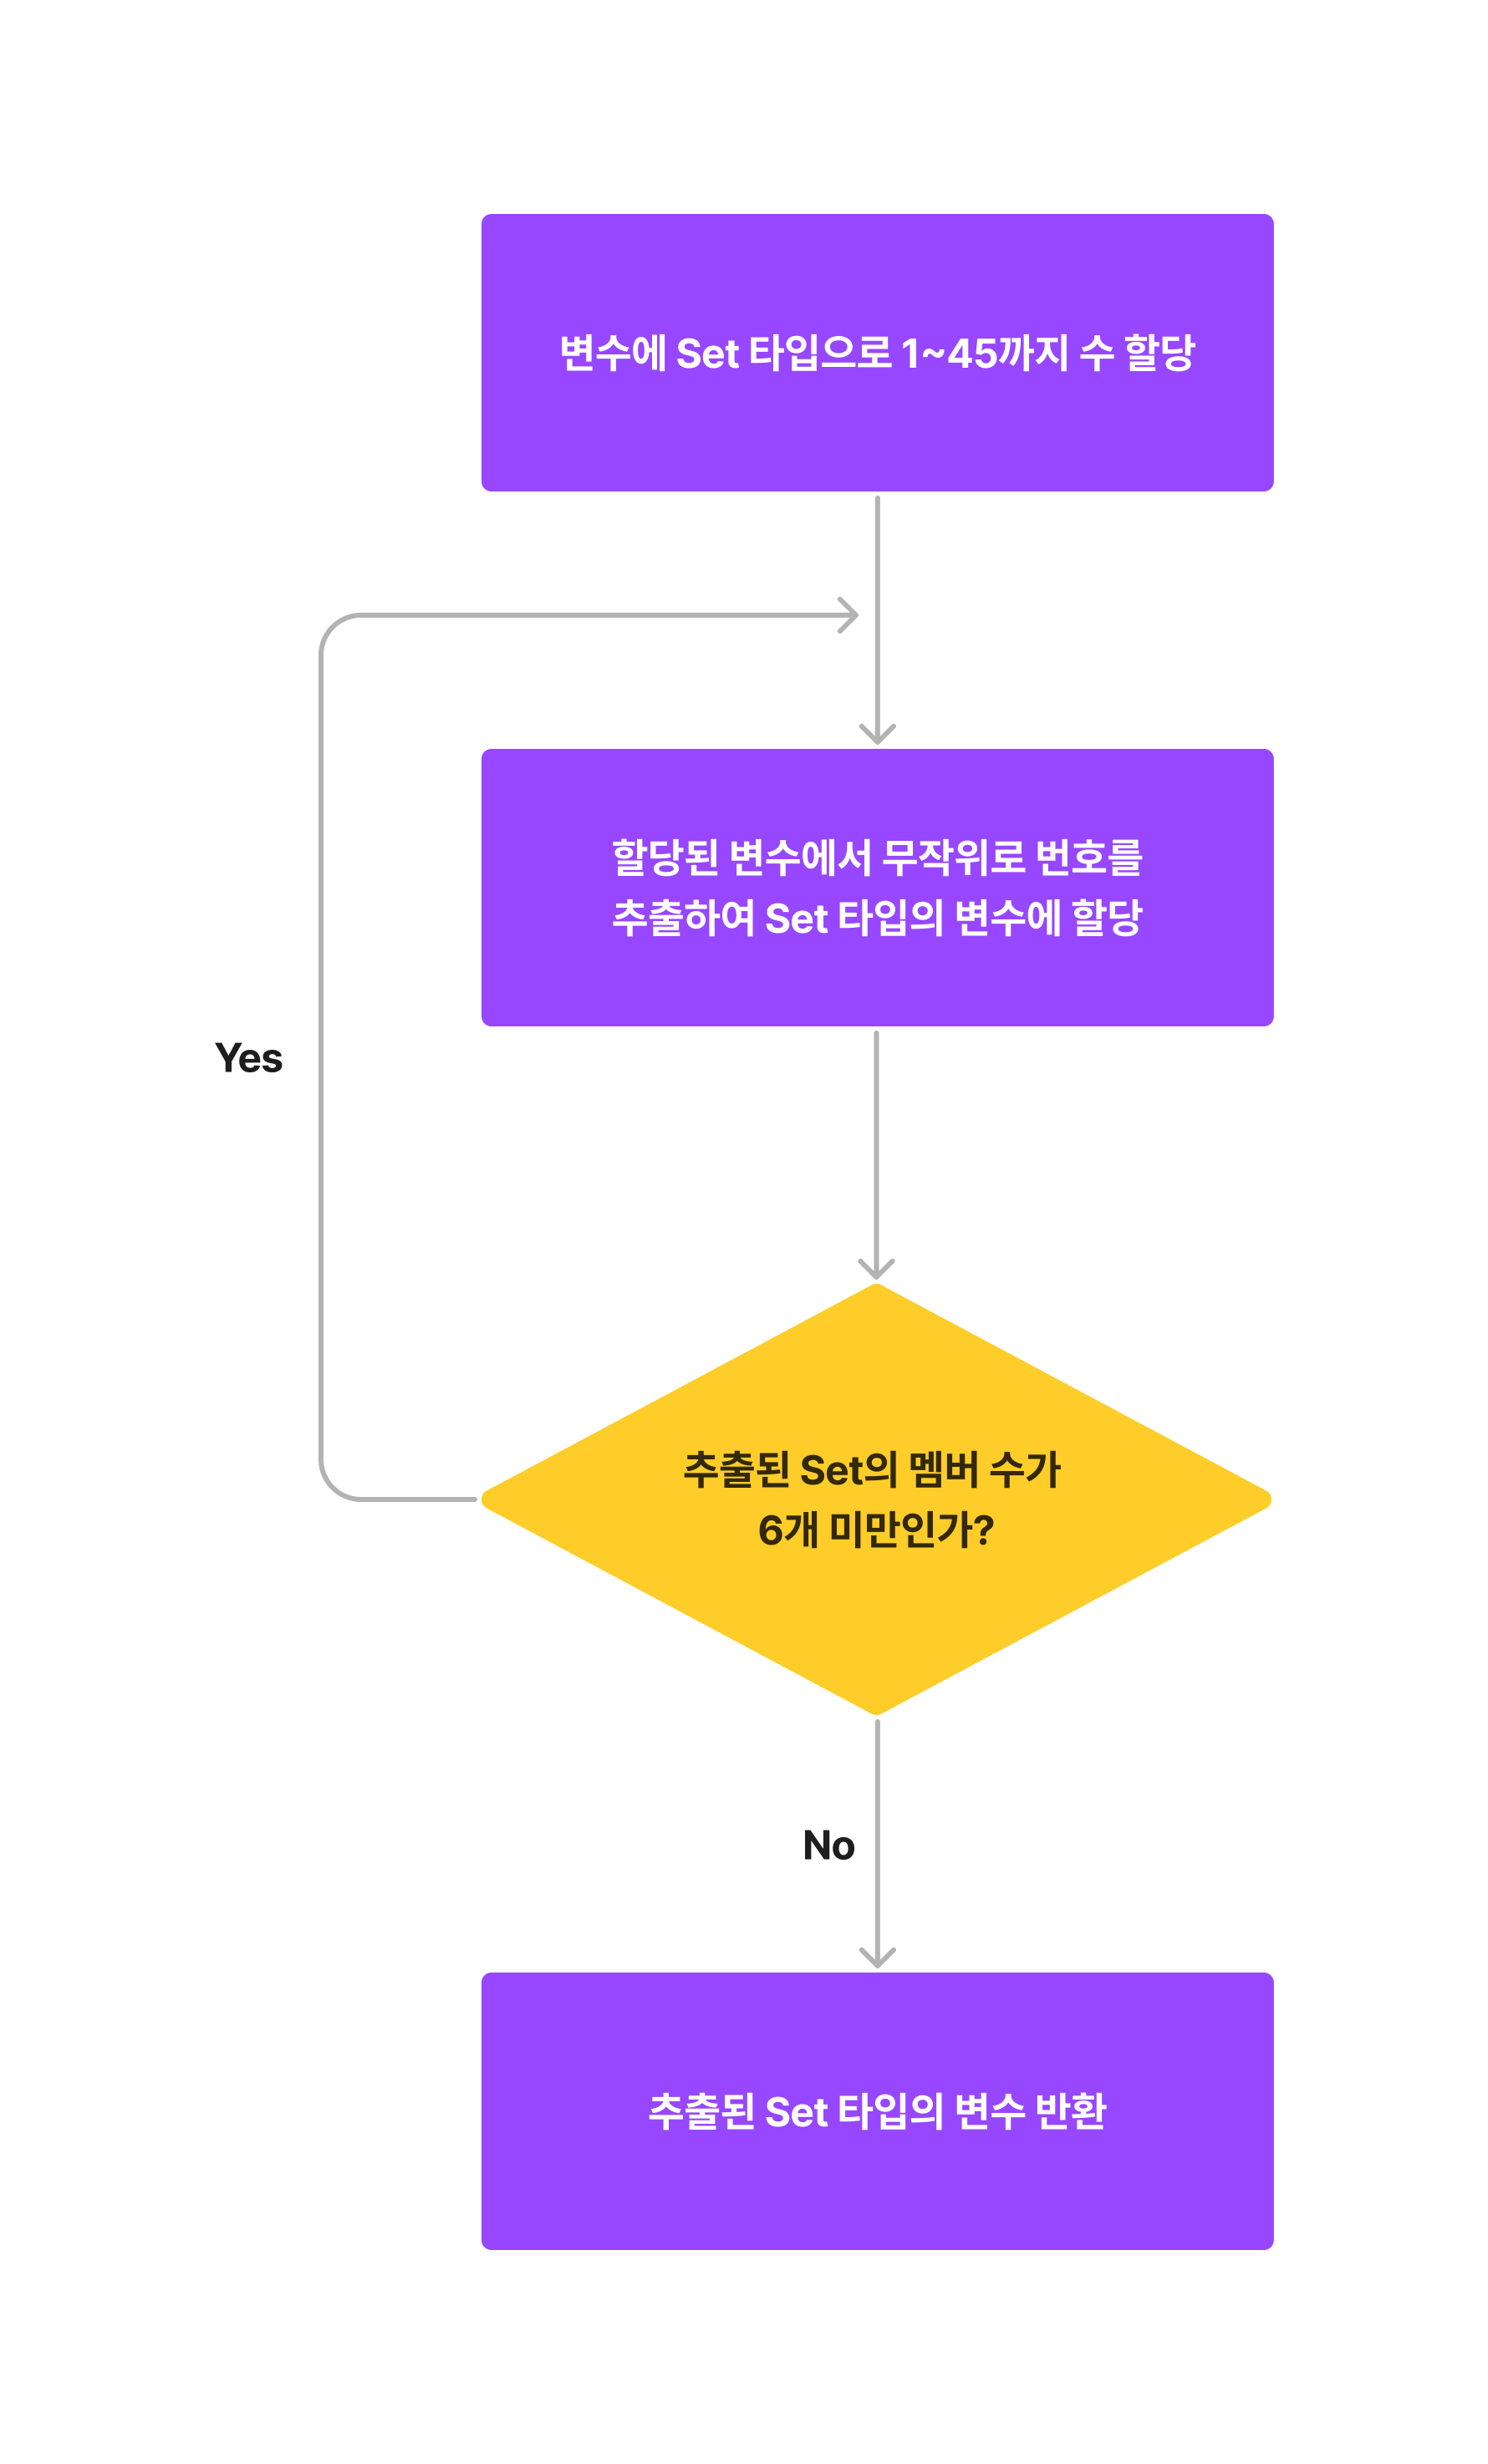 변수에 Set 타입으로 1~45까지 수 할당
할당된 변수에서 무작위로 번호를
추출하여 Set 타입의 변수에 할당
Yes
추출된 Set의 맴버 수가
6개 미만인가?
No
추출된 Set 타입의 변수 반환